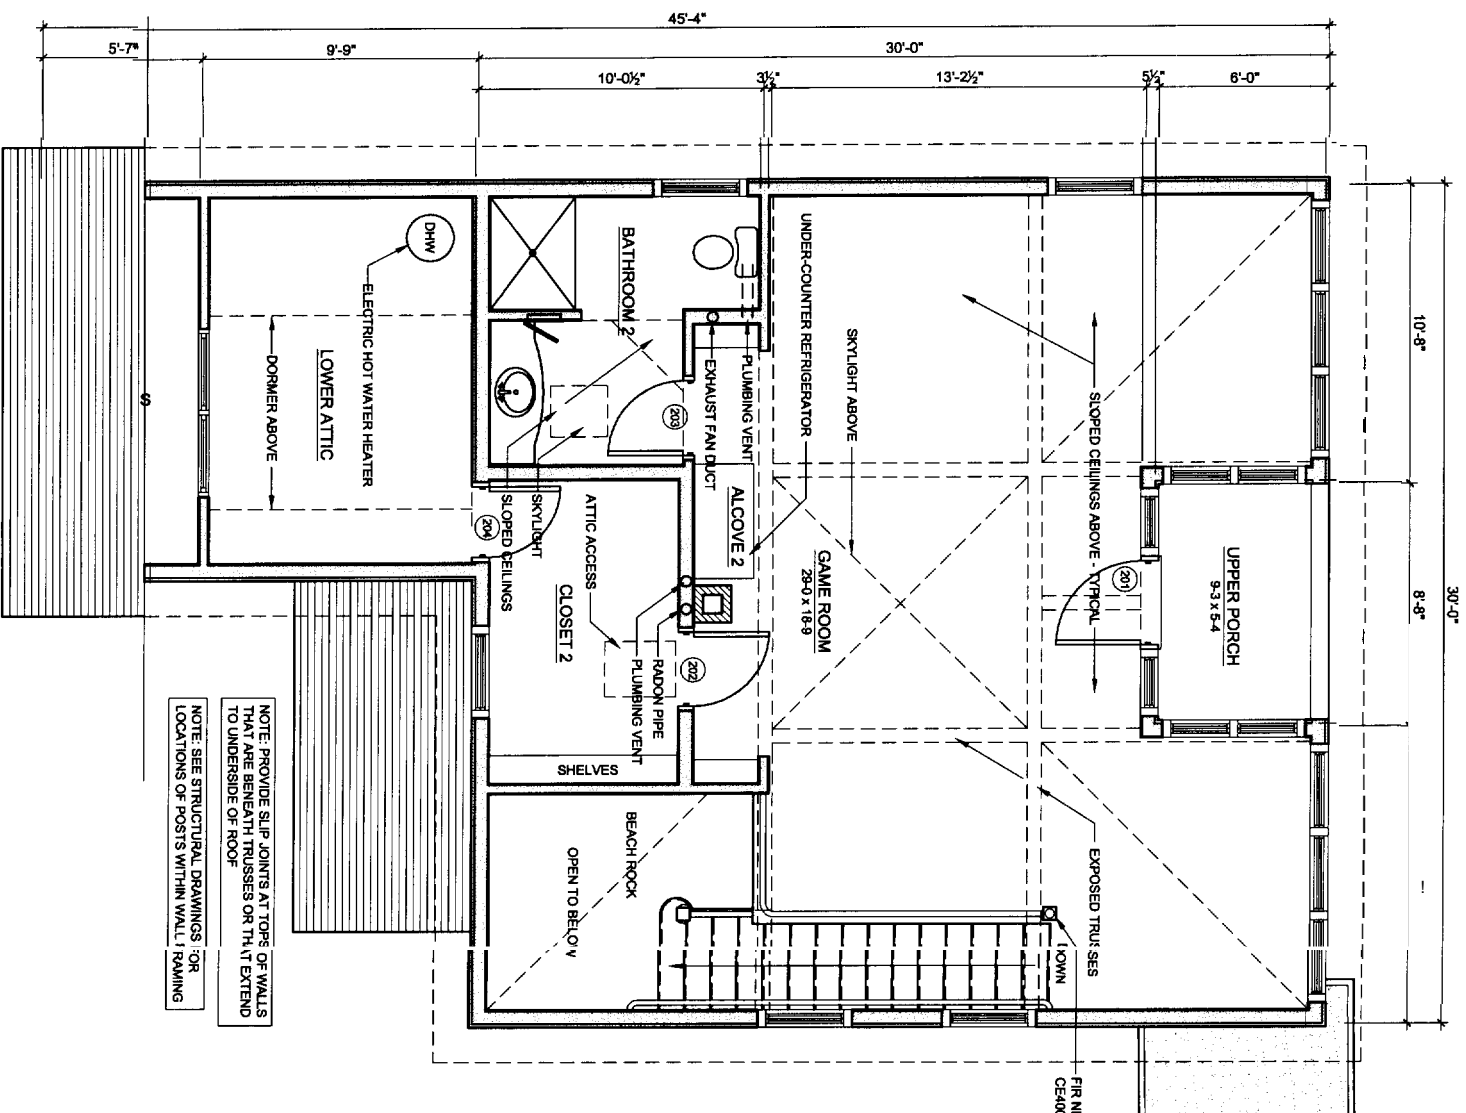 45'-4"
5'-7"
9'-9"
30'-0"
10'-0½"
3½"
13'-2½"
5½"
6'-0"
10'-8"
8'-8"
30'-0"
DHW
ELECTRIC HOT WATER HEATER
LOWER ATTIC
DORMER ABOVE
S
BATHROOM 2
UNDER-COUNTER REFRIGERATOR
SKYLIGHT ABOVE
PLUMBING VENT
EXHAUST FAN DUCT
203
SLOPED CEILINGS ABOVE - TYPICAL
ALCOVE 2
GAME ROOM
29-0 x 18-9
UPPER PORCH
9-3 x 5-4
201
204
SKYLIGHT
SLOPED CEILINGS
ATTIC ACCESS
CLOSET 2
202
RADON PIPE
PLUMBING VENT
SHELVES
BEACH ROCK
OPEN TO BELOW
EXPOSED TRUSSES
DOWN
NOTE: PROVIDE SLIP JOINTS AT TOPS OF WALLS
THAT ARE BENEATH TRUSSES OR THAT EXTEND
TO UNDERSIDE OF ROOF
NOTE: SEE STRUCTURAL DRAWINGS FOR
LOCATIONS OF POSTS WITHIN WALL FRAMING
FIR